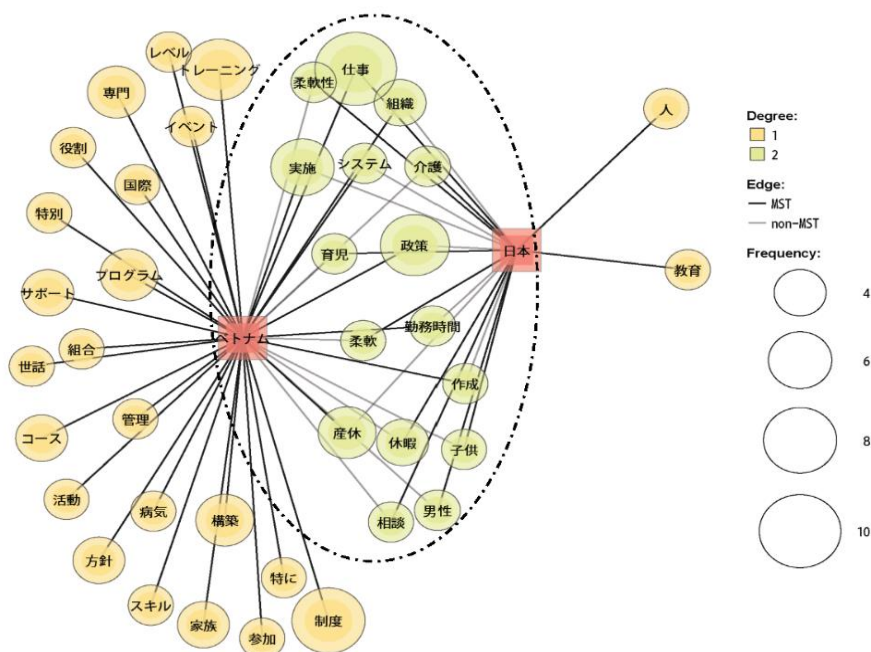 レベル
トレーニング
専門
イベント
役割
国際
特別
プログラム
サポート
組合
世話
ベトナム
管理
コース
活動
病気
構築
方針
スキル
家族
特に
参加
制度
仕事
柔軟性
組織
実施
システム
介護
育児
政策
日本
柔軟
勤務時間
作成
産休
休暇
子供
相談
男性
人
教育
Degree:
1
2
Edge:
MST
non-MST
Frequency:
4
6
8
10